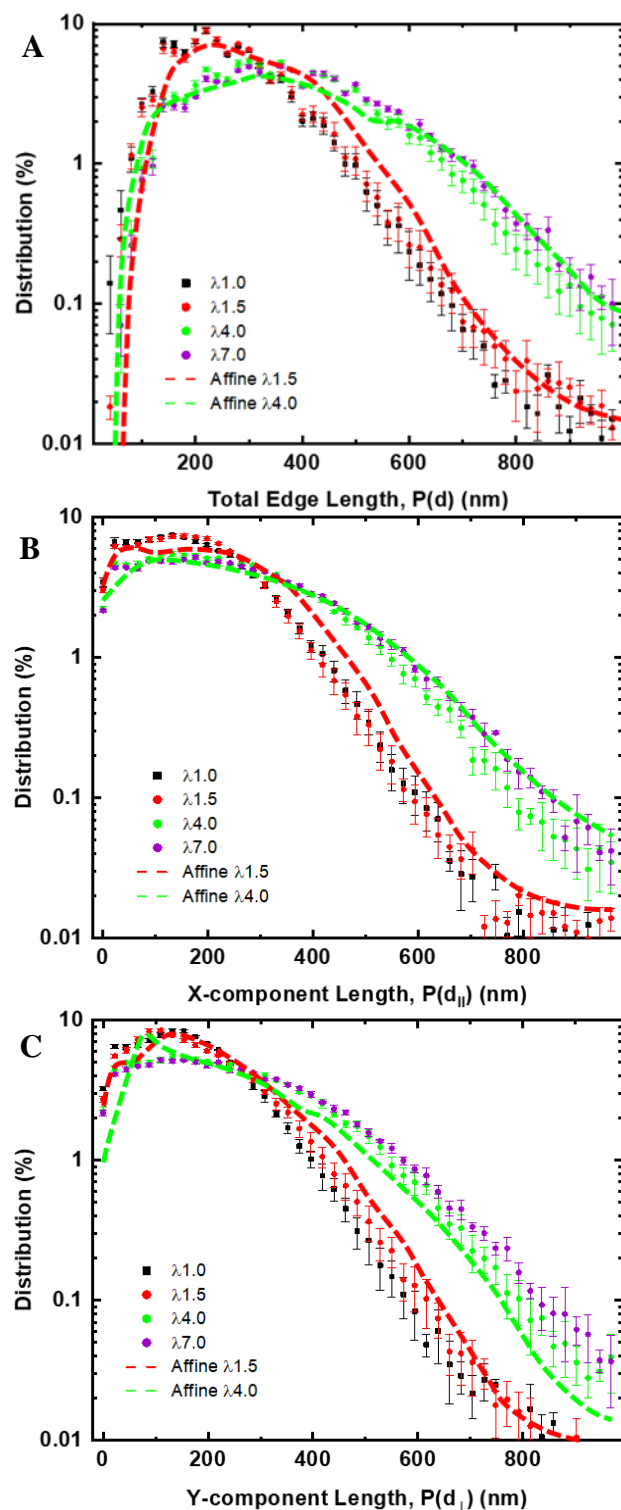 A
10
1
0.1
0.01
Distribution (%)
λ1.0
λ1.5
λ4.0
λ7.0
Affine λ1.5
Affine λ4.0
200 400 600 800
Total Edge Length, P(d) (nm)
B
10
1
0.1
0.01
Distribution (%)
λ1.0
λ1.5
λ4.0
λ7.0
Affine λ1.5
Affine λ4.0
0 200 400 600 800
X-component Length, P(d||) (nm)
C
10
1
0.1
0.01
Distribution (%)
λ1.0
λ1.5
λ4.0
λ7.0
Affine λ1.5
Affine λ4.0
0 200 400 600 800
Y-component Length, P(d⊥) (nm)